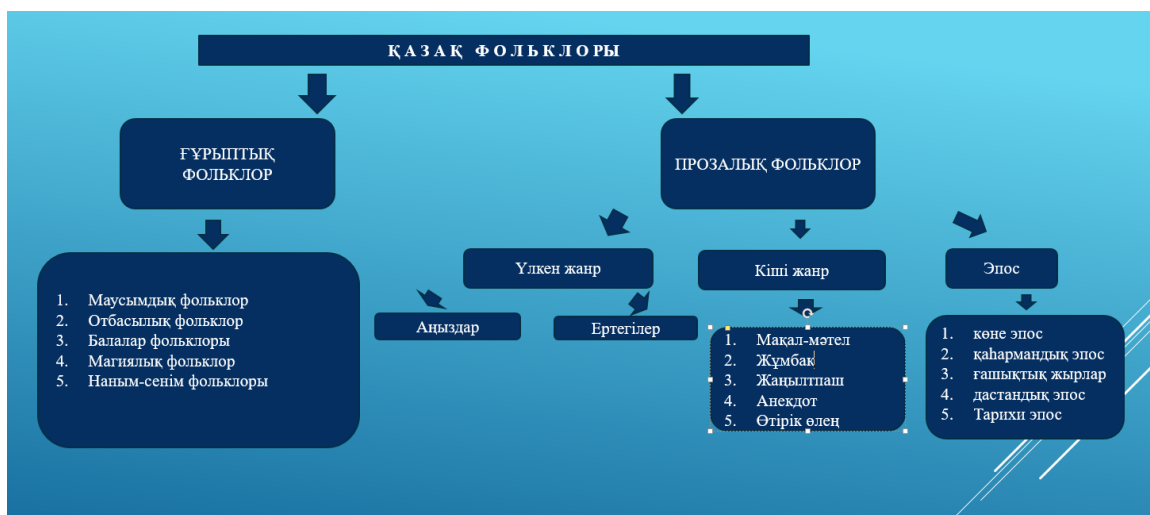 ҚАЗАҚ ФОЛЬКЛОРЫ
ҒҰРЫПТЫҚ
ФОЛЬКЛОР
ПРОЗАЛЫҚ ФОЛЬКЛОР
1. Маусымдық фольклор
2. Отбасылық фольклор
3. Балалар фольклоры
4. Магиялық фольклор
5. Наным-сенім фольклоры
Үлкен жанр
Кіші жанр
Эпос
Аңыздар
Ертегілер
1. Мақал-мәтел
2. Жұмбақ
3. Жаңылтпаш
4. Анекдот
5. Өтірік өлең
1. көне эпос
2. қаһармандық эпос
3. ғашықтық жырлар
4. дастандық эпос
5. Тарихи эпос